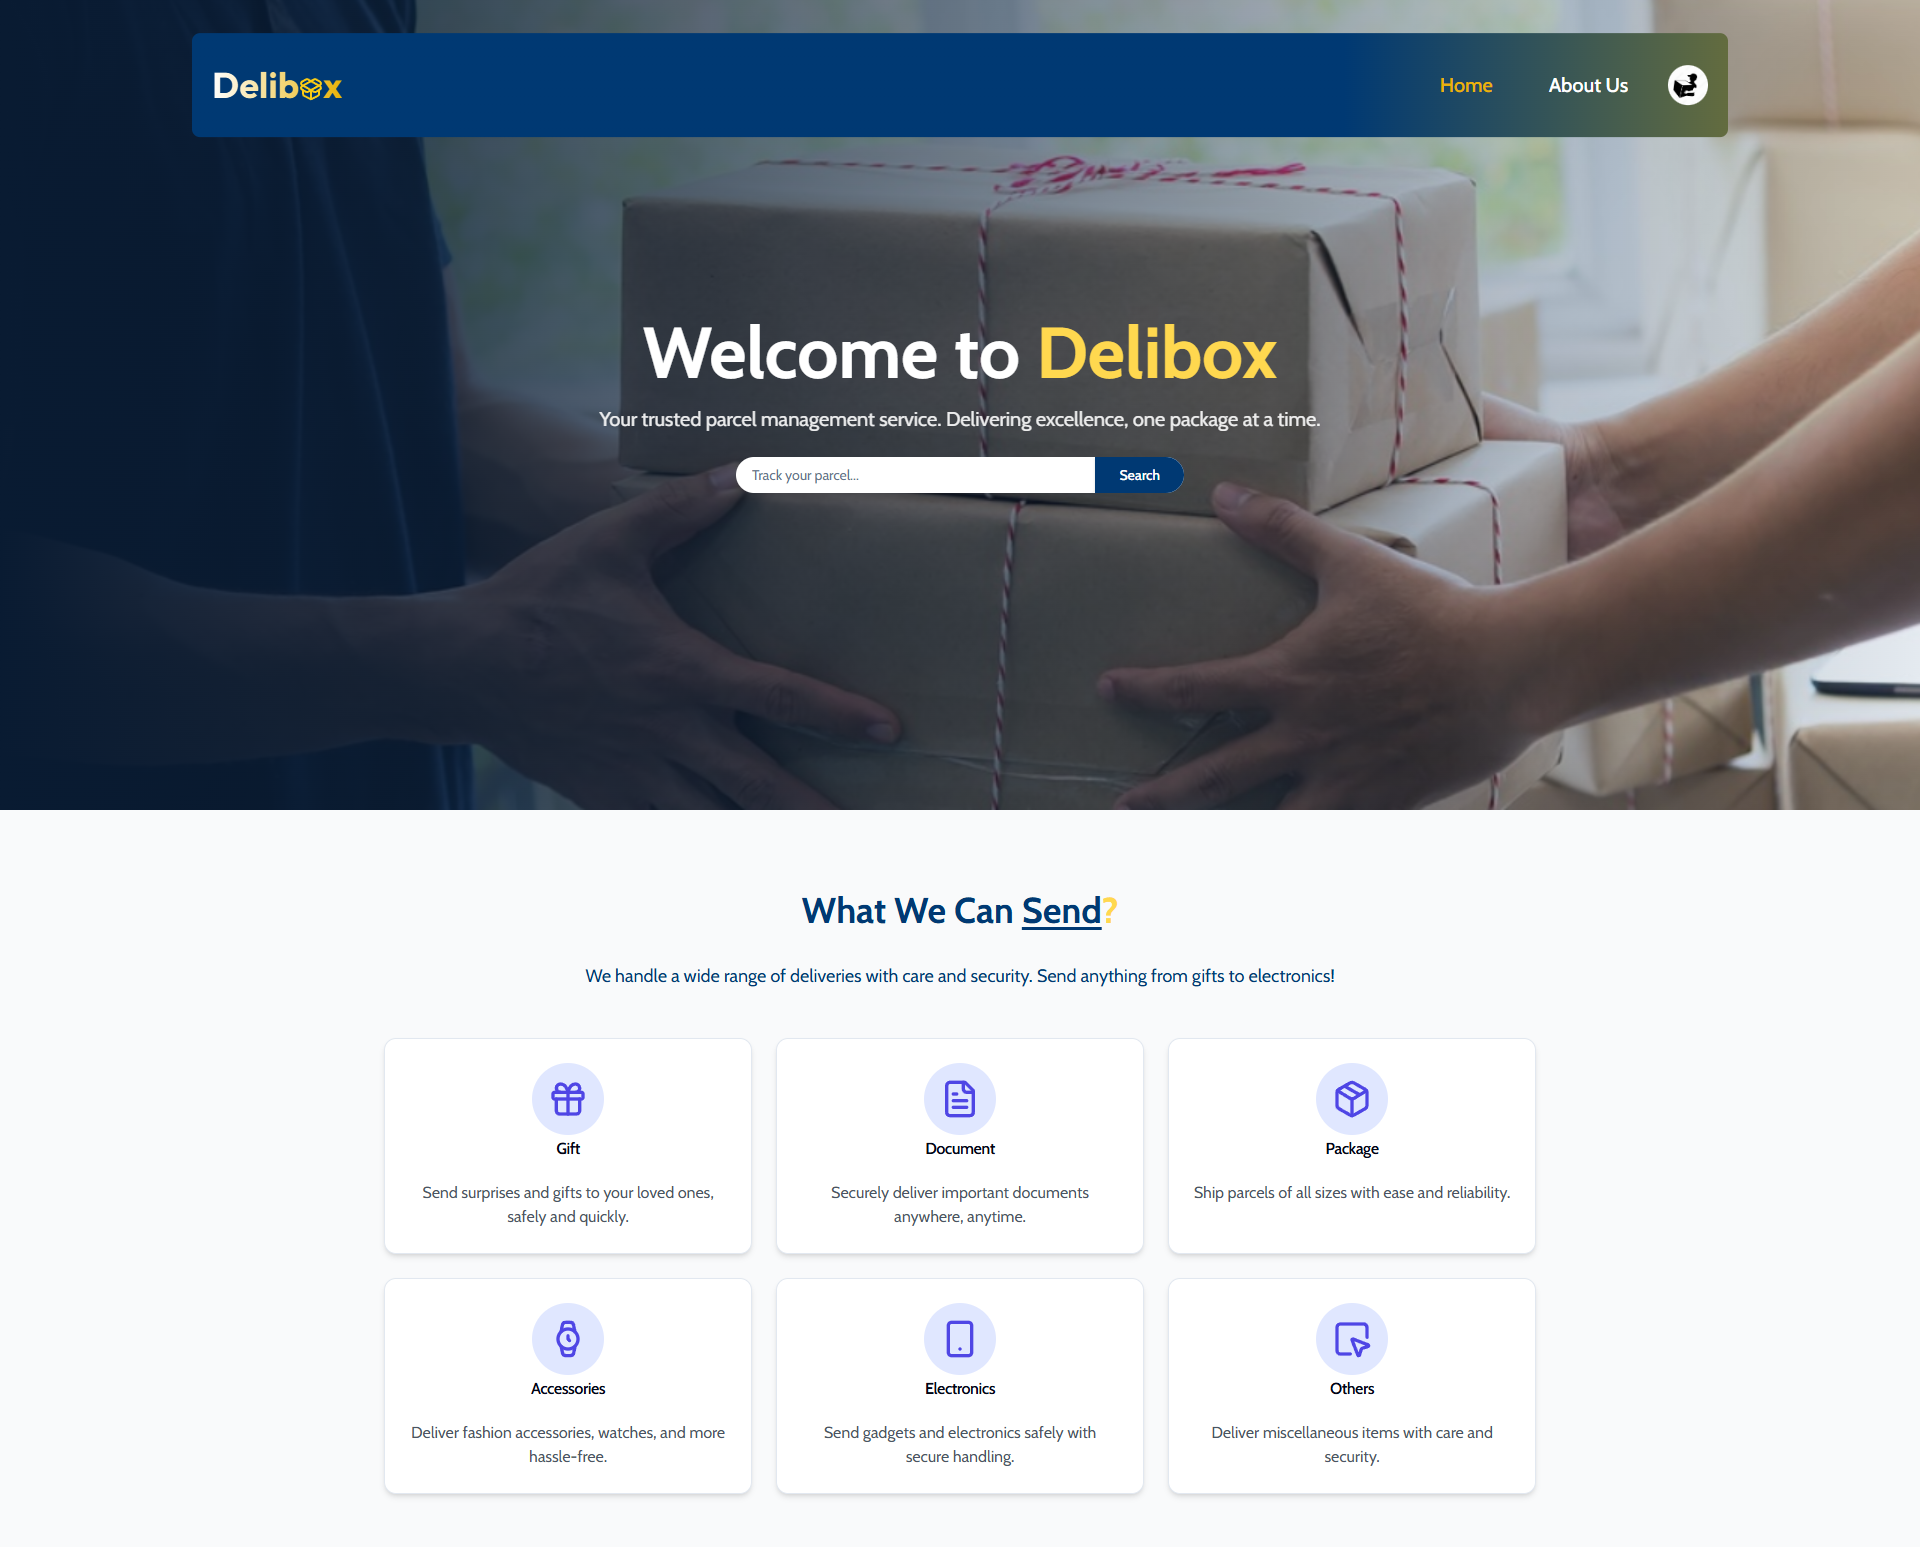 Delibox
Home
About Us
Welcome to Delibox
Your trusted parcel management service. Delivering excellence, one package at a time.
Track your parcel...
Search
What We Can Send?
We handle a wide range of deliveries with care and security. Send anything from gifts to electronics!
Gift
Send surprises and gifts to your loved ones,
safely and quickly.
Document
Securely deliver important documents
anywhere, anytime.
Package
Ship parcels of all sizes with ease and reliability.
Accessories
Deliver fashion accessories, watches, and more
hassle-free.
Electronics
Send gadgets and electronics safely with
secure handling.
Others
Deliver miscellaneous items with care and
security.